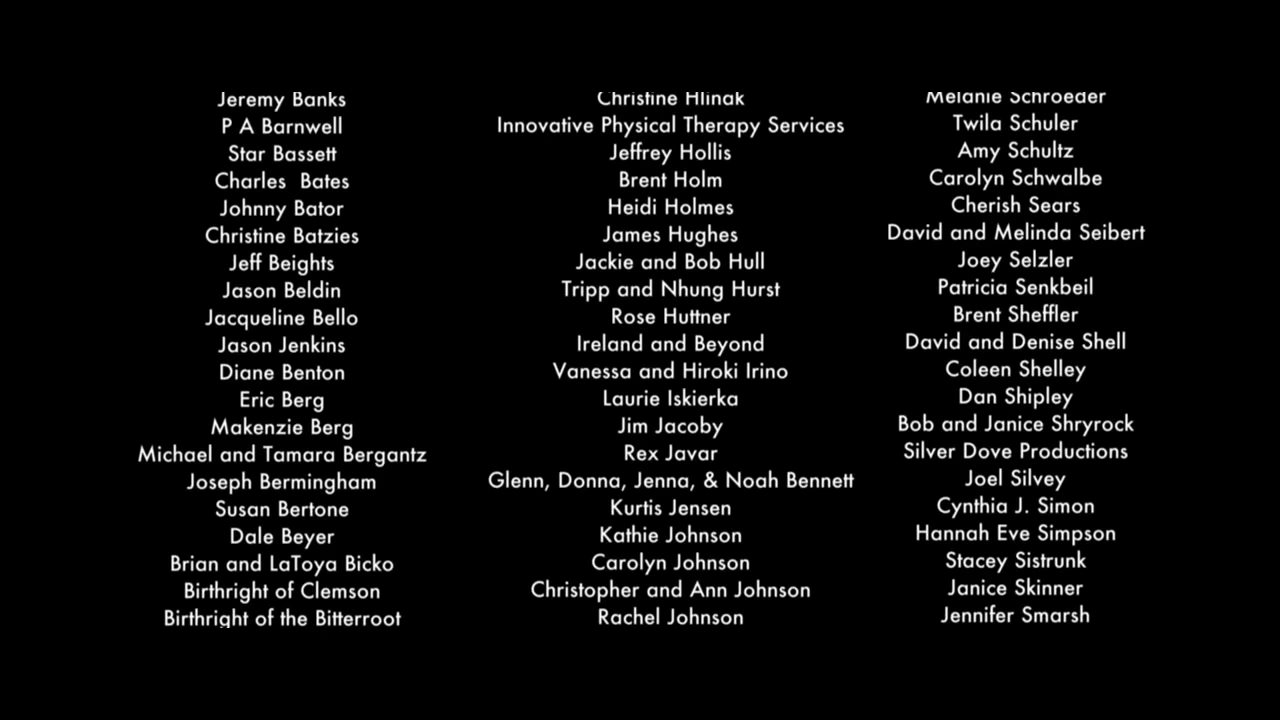 Jeremy Banks
P A Barnwell
Star Bassett
Charles  Bates
Johnny Bator
Christine Batzies
Jeff Beights
Jason Beldin
Jacqueline Bello
Jason Jenkins
Diane Benton
Eric Berg
Makenzie Berg
Michael and Tamara Bergantz
Joseph Bermingham
Susan Bertone
Dale Beyer
Brian and LaToya Bicko
Birthright of Clemson
Birthright of the Bitterroot
Christine Hlinak
Innovative Physical Therapy Services
Jeffrey Hollis
Brent Holm
Heidi Holmes
James Hughes
Jackie and Bob Hull
Tripp and Nhung Hurst
Rose Huttner
Ireland and Beyond
Vanessa and Hiroki Irino
Laurie Iskierka
Jim Jacoby
Rex Javar
Glenn, Donna, Jenna, & Noah Bennett
Kurtis Jensen
Kathie Johnson
Carolyn Johnson
Christopher and Ann Johnson
Rachel Johnson
Melanie Schroeder
Twila Schuler
Amy Schultz
Carolyn Schwalbe
Cherish Sears
David and Melinda Seibert
Joey Selzler
Patricia Senkbeil
Brent Sheffler
David and Denise Shell
Coleen Shelley
Dan Shipley
Bob and Janice Shryrock
Silver Dove Productions
Joel Silvey
Cynthia J. Simon
Hannah Eve Simpson
Stacey Sistrunk
Janice Skinner
Jennifer Smarsh